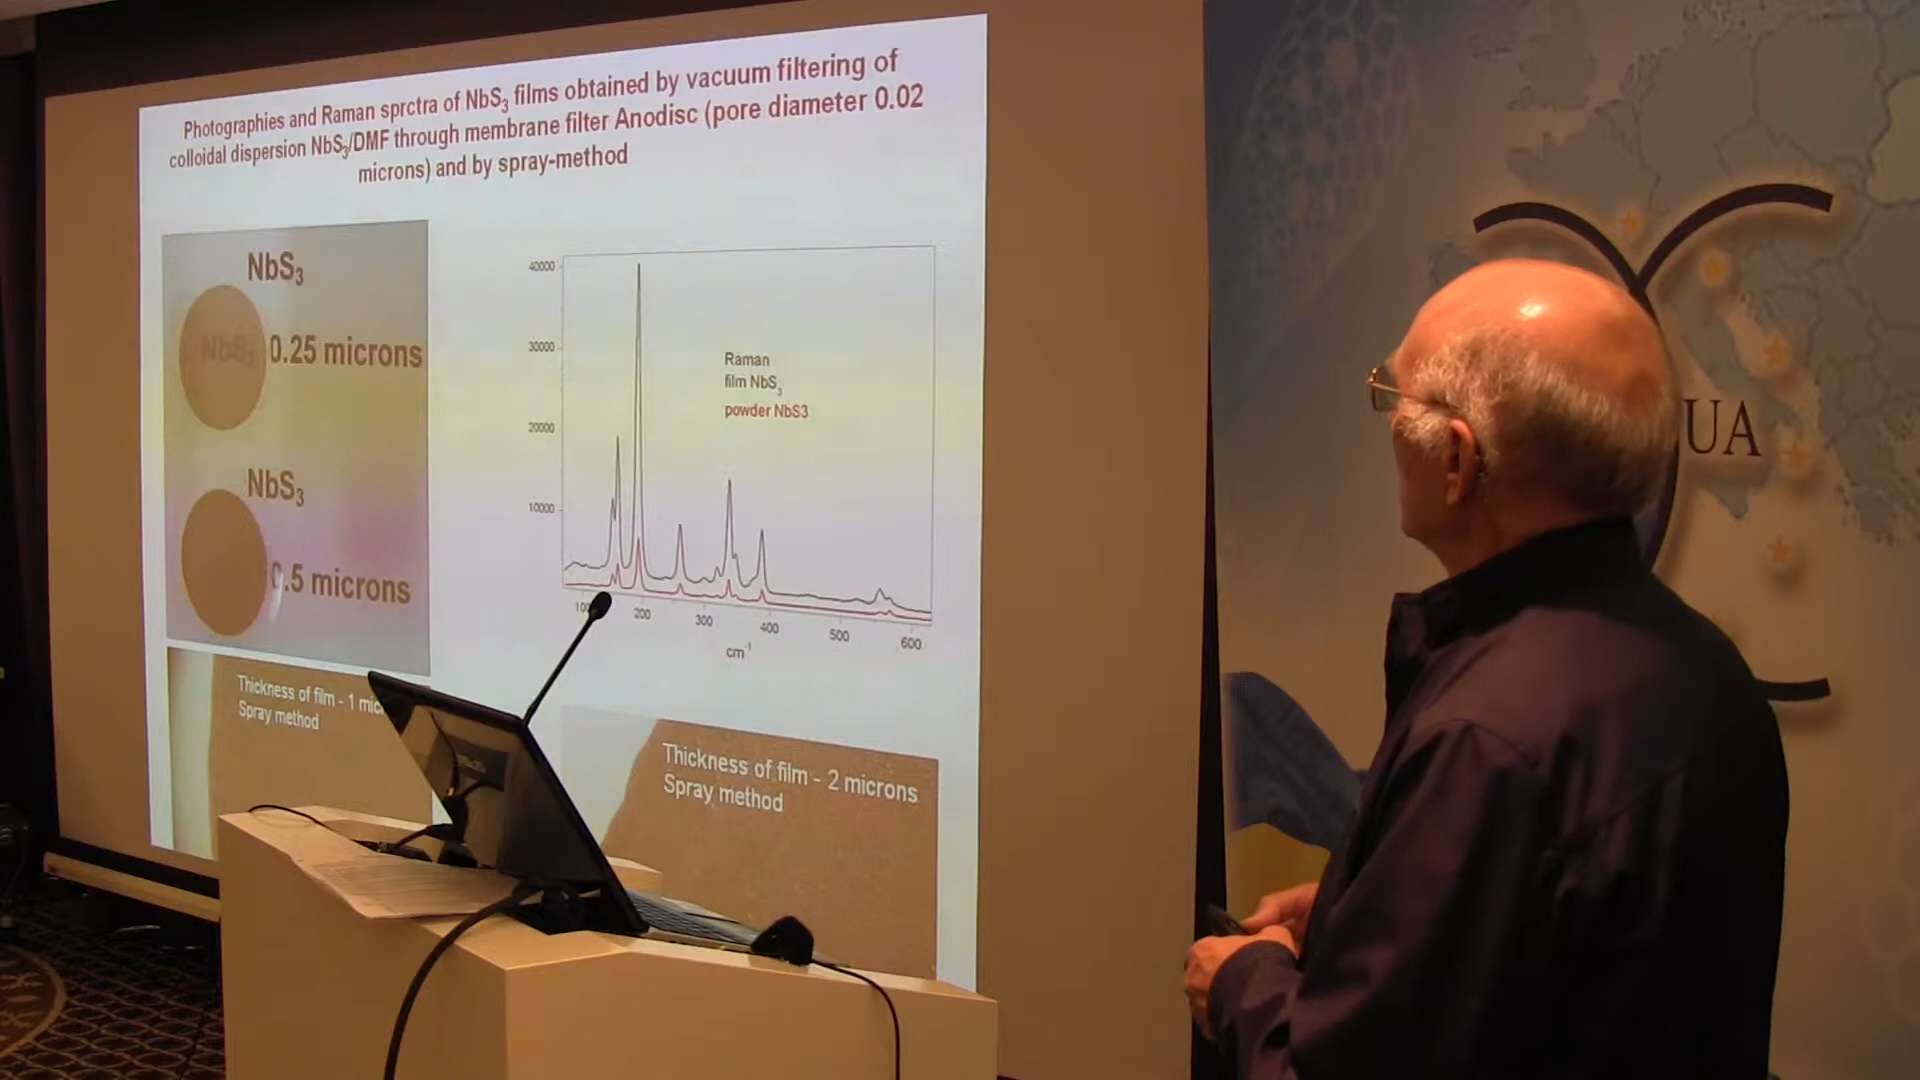 Photographies and Raman sprctra of NbS3 films obtained by vacuum filtering of
colloidal dispersion NbS3/DMF through membrane filter Anodisc (pore diameter 0.02
microns) and by spray-method
NbS3
NbS3 0.25 microns
NbS3
0.5 microns
40000
30000
20000
10000
Raman
film NbS3
powder NbS3
200
300
400
500
600
cm-1
Thickness of film - 1
Spray method
Thickness of film - 2 microns
Spray method
UA